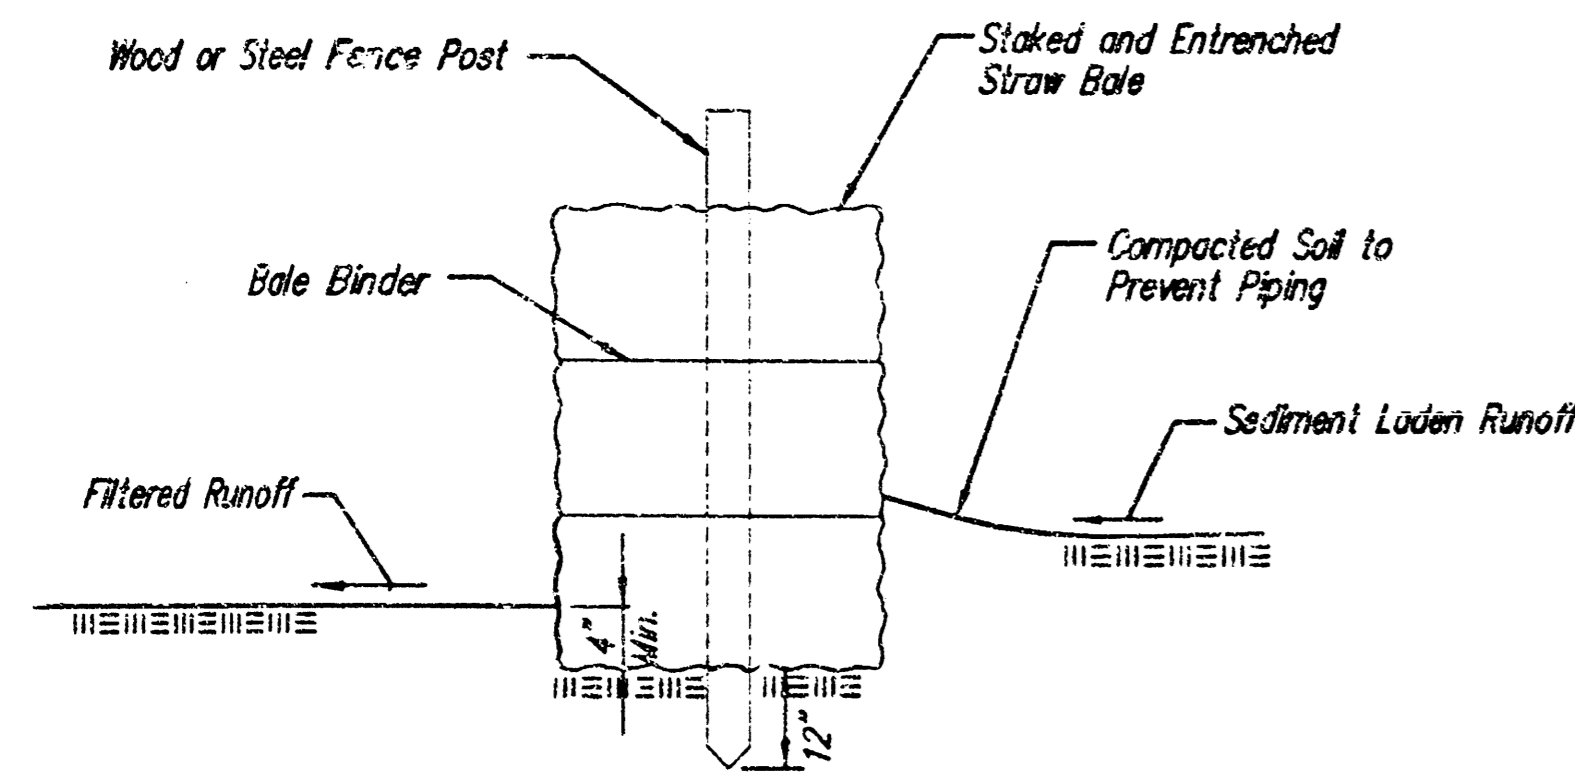 Wood or Steel Fence Post
Staked and Entrenched
Straw Bale
Bale Binder
Compacted Soil to
Prevent Piping
Sediment Laden Runoff
Filtered Runoff
4"
Min.
12"